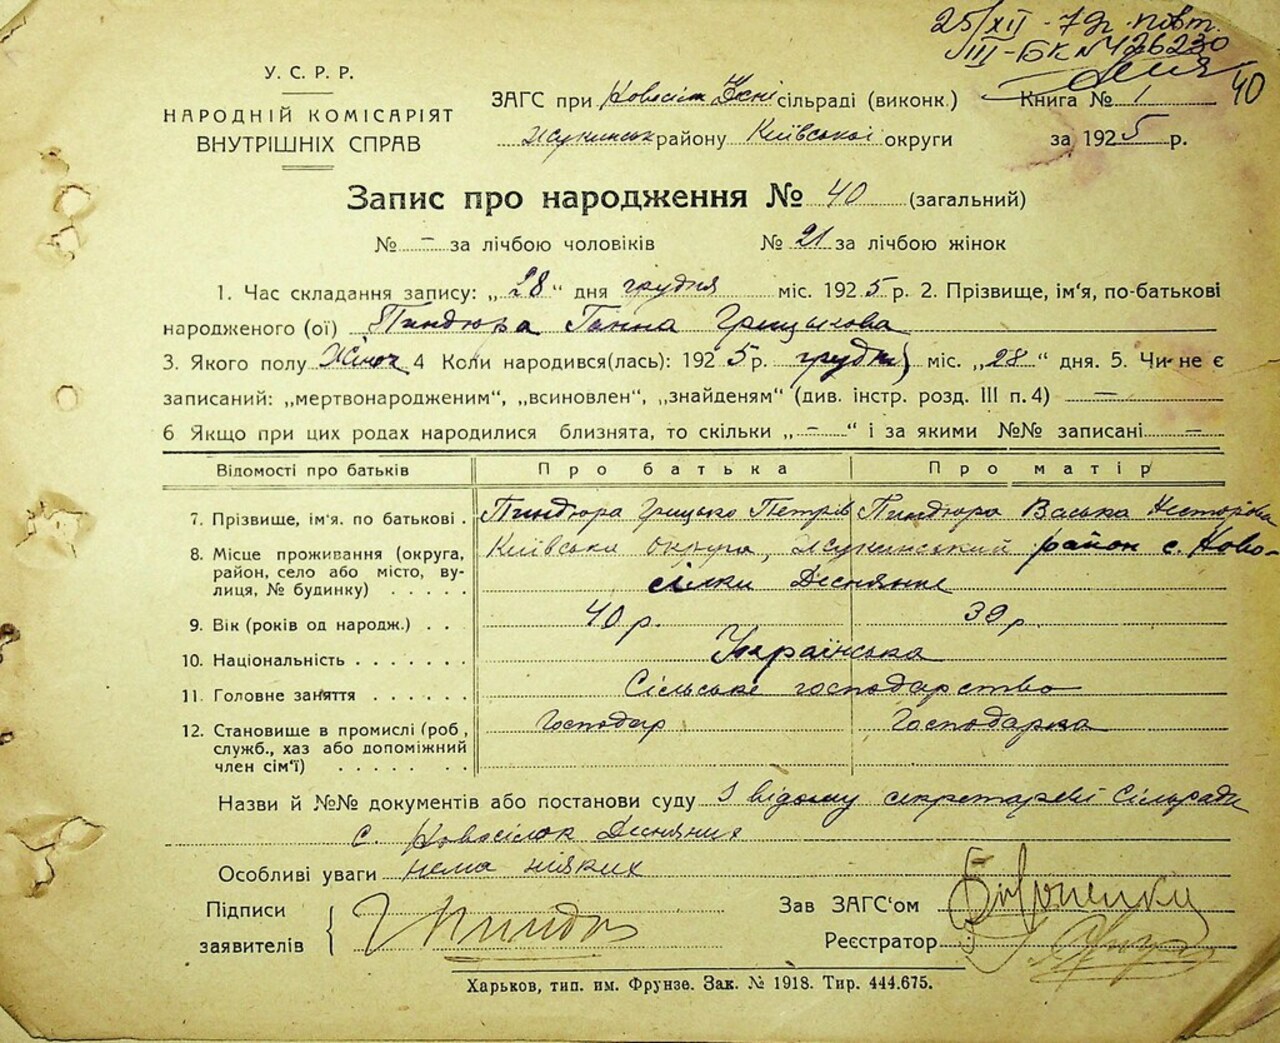 25/XII - 79р. повт.
III-БК №426230
40
У. С. Р. Р.
НАРОДНІЙ КОМІСАРІЯТ
ВНУТРІШНІХ СПРАВ
ЗАГС при Новосіл Десні сільраді (виконк.)
Книга № 1
Жукинськ району Київської округи
за 1925 р.
Запис про народження № 40 (загальний)
№ – за лічбою чоловіків № 21 за лічбою жінок
1. Час складання запису: „28“ дня грудня міс. 1925 р. 2. Прізвище, ім'я, по-батькові
народженого (ої) Пиндюра Ганна Грицькова
3. Якого полу Жіноч 4 Коли народився(лась): 1925р. грудня міс. „28“ дня. 5. Чи не є
записаний: „мертвонародженим“, „всиновлен“, „знайденям“ (див. інстр. розд. III п. 4) —
6 Якщо при цих родах народилися близнята, то скільки „–“ і за якими №№ записані –
Відомості про батьків Про батька Про матір
7. Прізвище, ім'я. по батькові . Пиндюра Грицько Петрів Пиндюра Васька Несторова
8. Місце проживання (округа, Київська округа, Жукинський район с. Ново-
район, село або місто, ву- сілки Деснянні
лиця, № будинку) . . . . .
9. Вік (років од народж.) . . 40 р. 39 р.
10. Національність . . . . . . . Українська
11. Головне заняття . . . . . . Сільське господарство
12. Становище в промислі (роб, Господар Господарка
служб., хаз або допоміжний
член сім'ї) . . . . . .
Назви й №№ документів або постанови суду З відому секретареві Сільради
с. Новосілок Деснянних
Особливі уваги нема ніяких
Підписи
заявителів { Г Пиндю
Зав ЗАГС'ом
Реєстратор
Харьков, тип. им. Фрунзе. Зак. № 1918. Тир. 444.675.